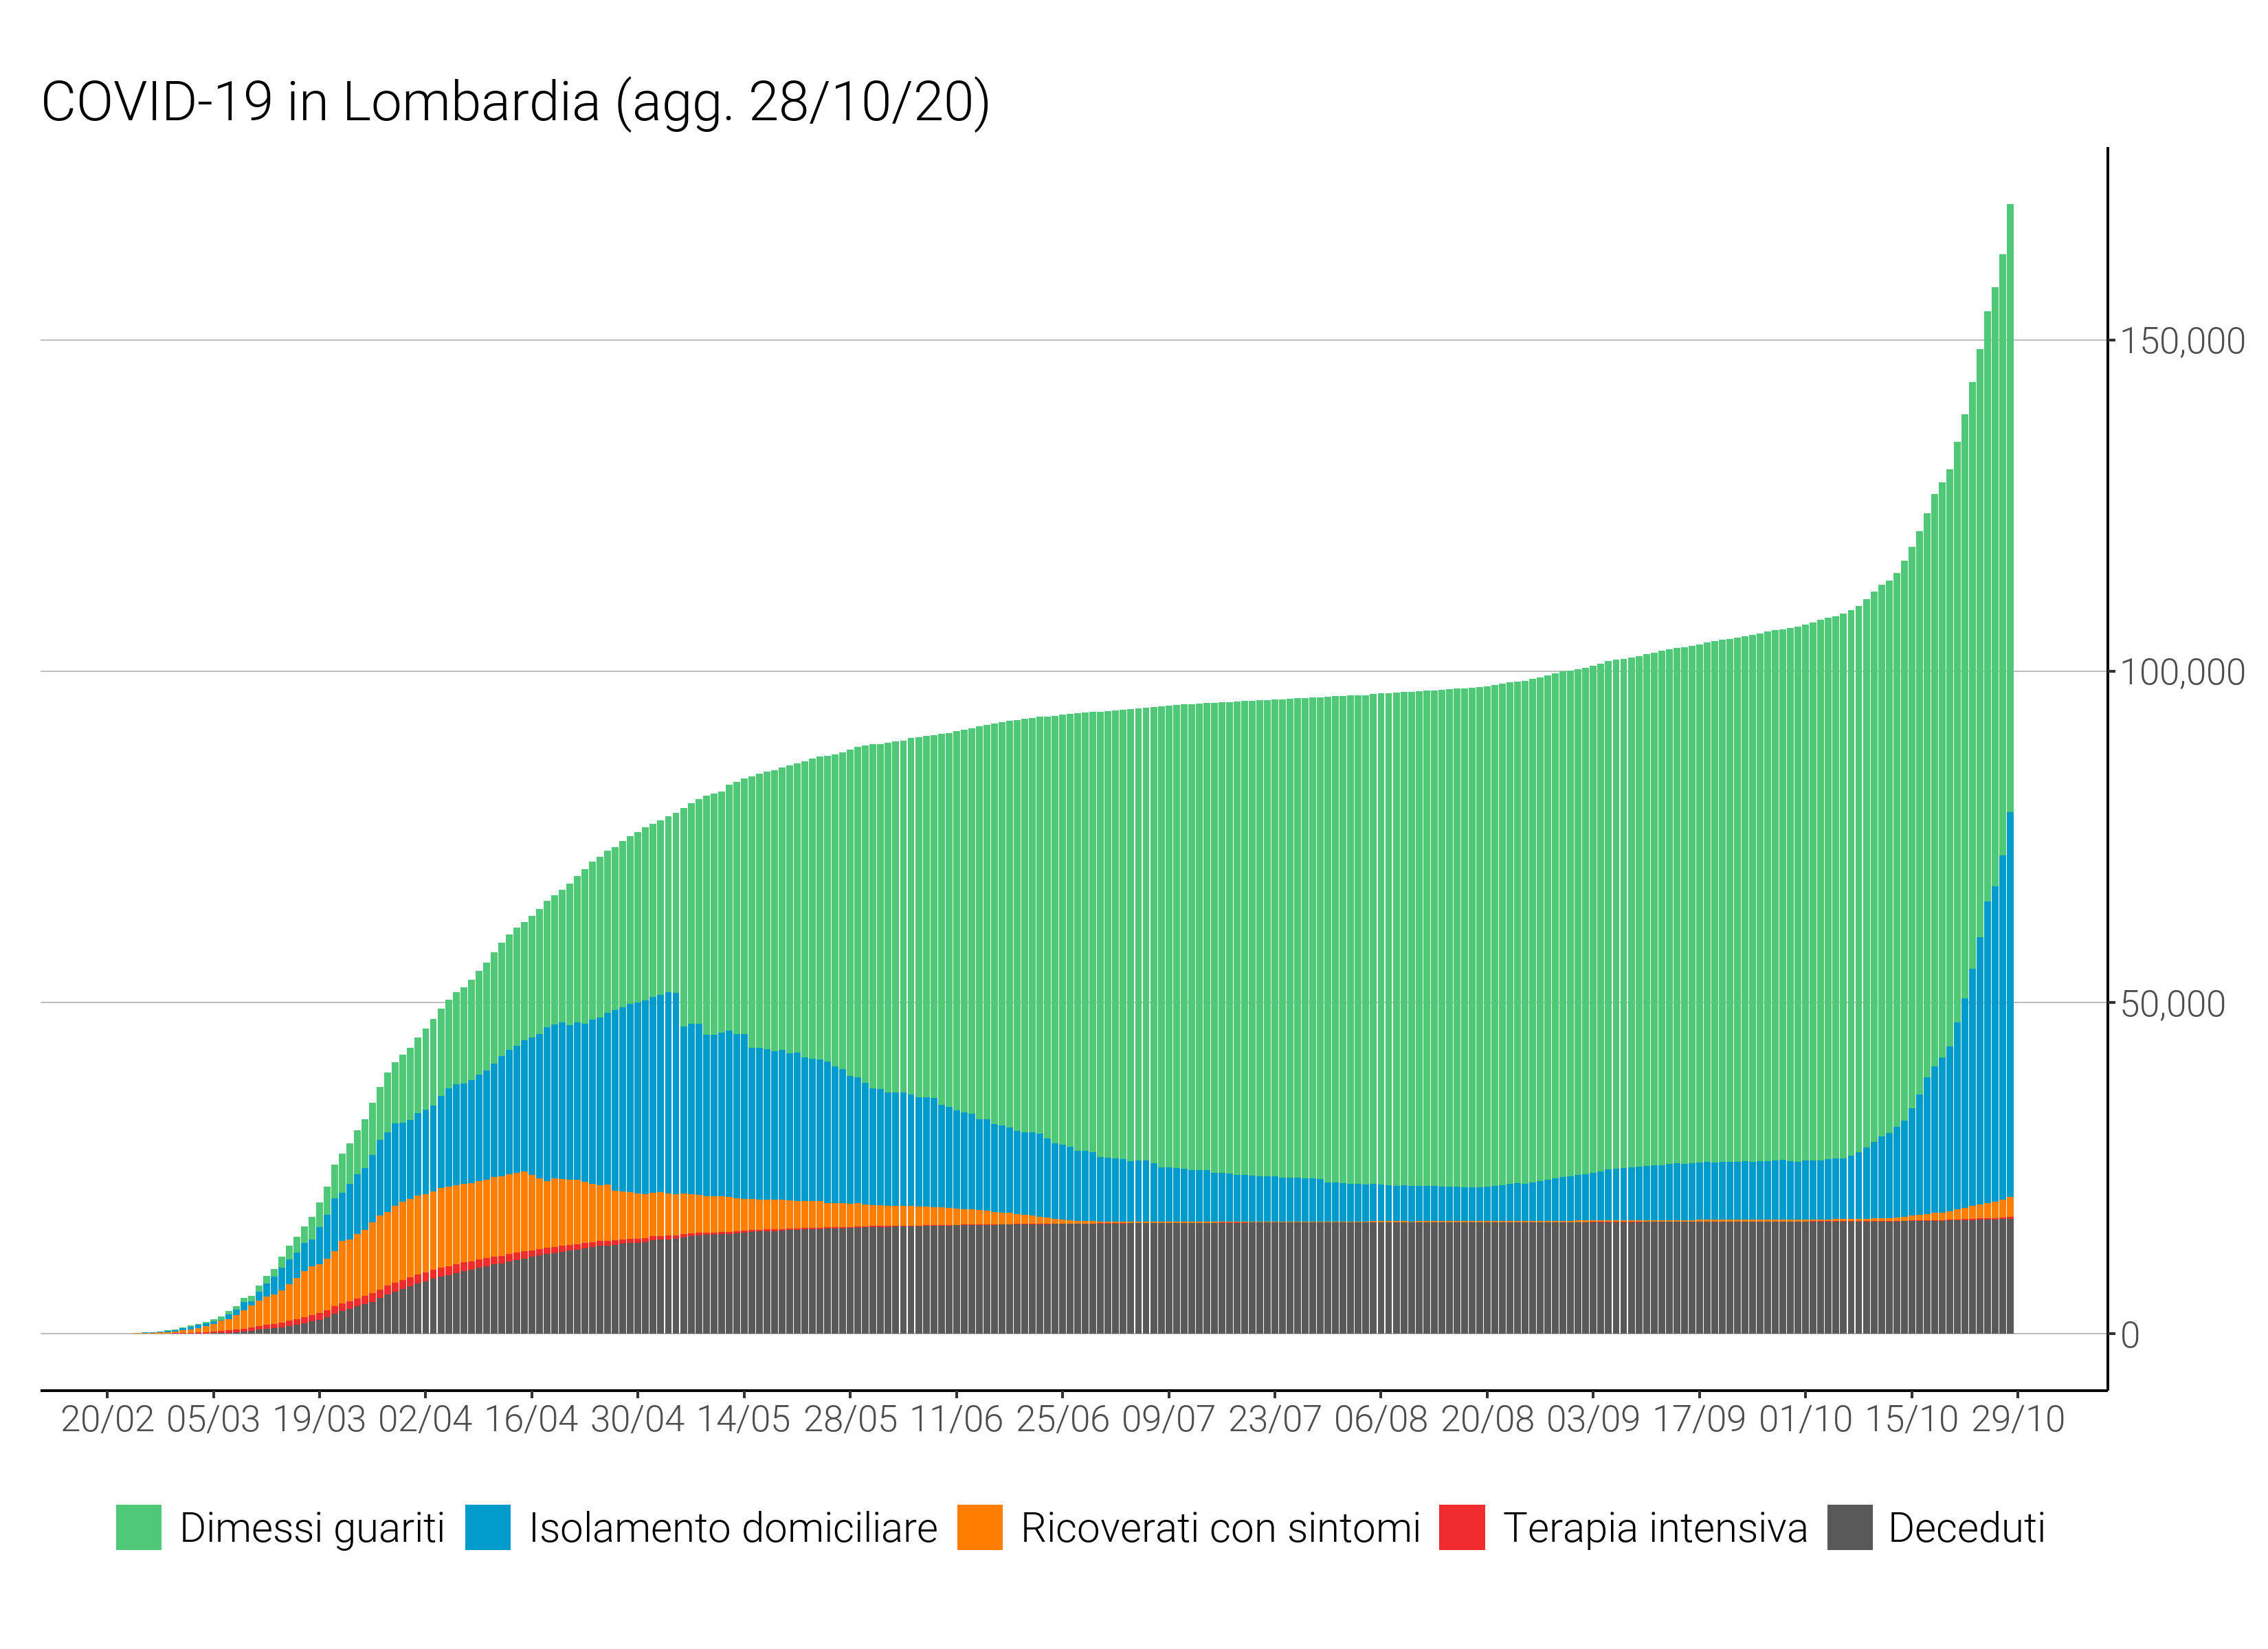 COVID-19 in Lombardia (agg. 28/10/20)
150,000
100,000
50,000
0
20/02 05/03 19/03 02/04 16/04 30/04 14/05 28/05 11/06 25/06 09/07 23/07 06/08 20/08 03/09 17/09 01/10 15/10 29/10
Dimessi guariti Isolamento domiciliare Ricoverati con sintomi Terapia intensiva Deceduti